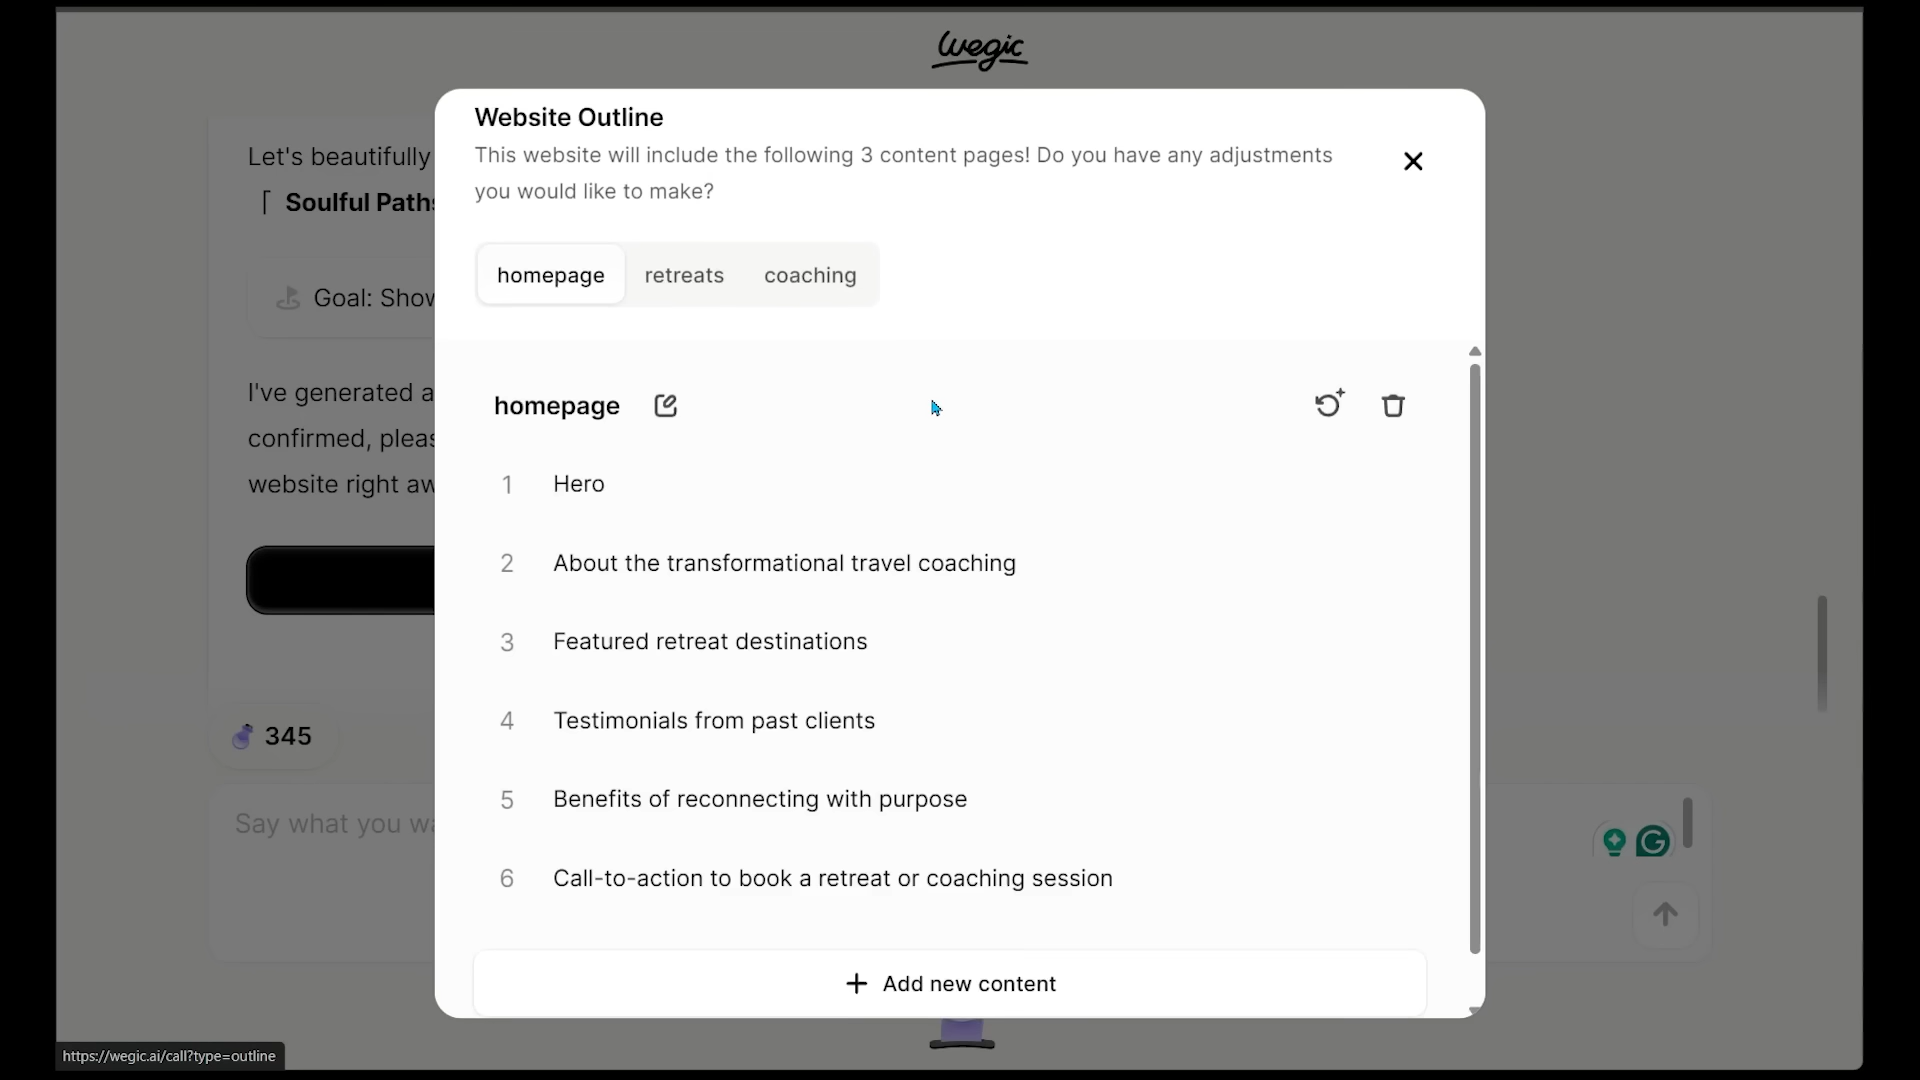 Wegic
Website Outline
This website will include the following 3 content pages! Do you have any adjustments
you would like to make?
homepage
retreats
coaching
homepage
1 Hero
2 About the transformational travel coaching
3 Featured retreat destinations
4 Testimonials from past clients
5 Benefits of reconnecting with purpose
6 Call-to-action to book a retreat or coaching session
+ Add new content
Let's beautifully
⌈ Soulful Paths
Goal: Show
I've generated a
confirmed, pleas
website right aw
345
Say what you wa
G
https://wegic.ai/call?type=outline